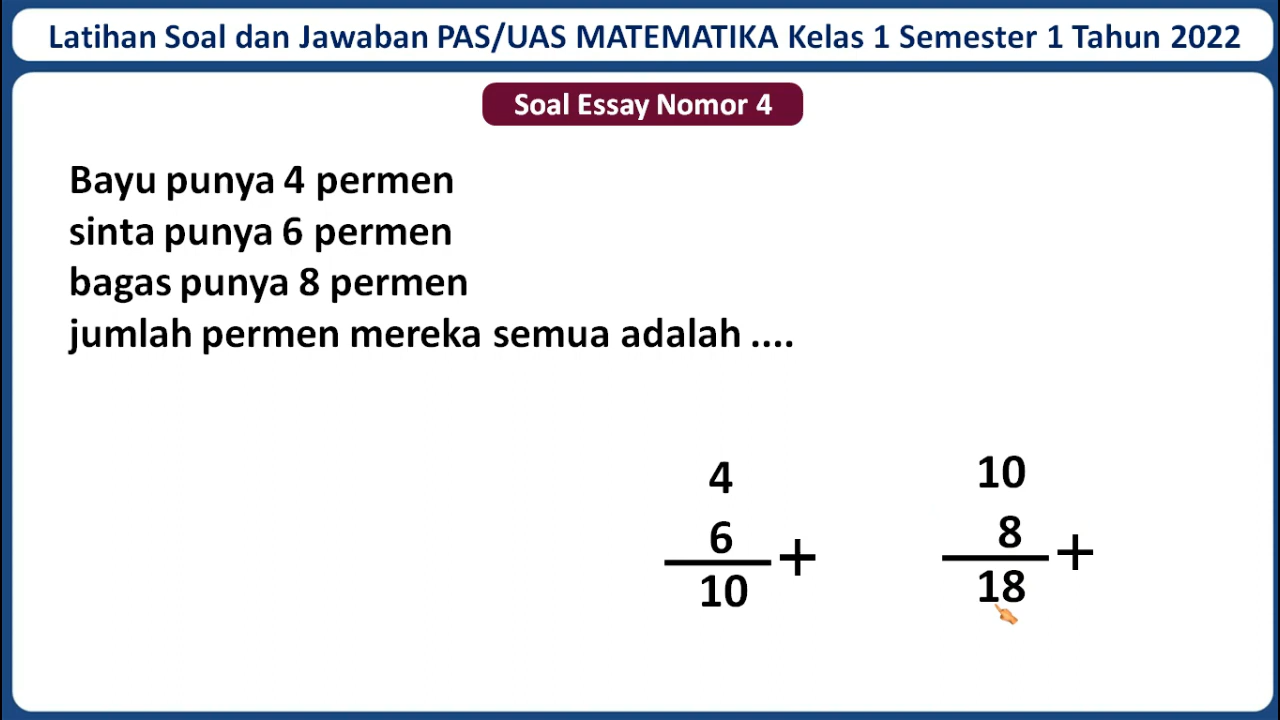 Latihan Soal dan Jawaban PAS/UAS MATEMATIKA Kelas 1 Semester 1 Tahun 2022
Soal Essay Nomor 4
Bayu punya 4 permen
sinta punya 6 permen
bagas punya 8 permen
jumlah permen mereka semua adalah ....
4
6 +
10
10
8 +
18